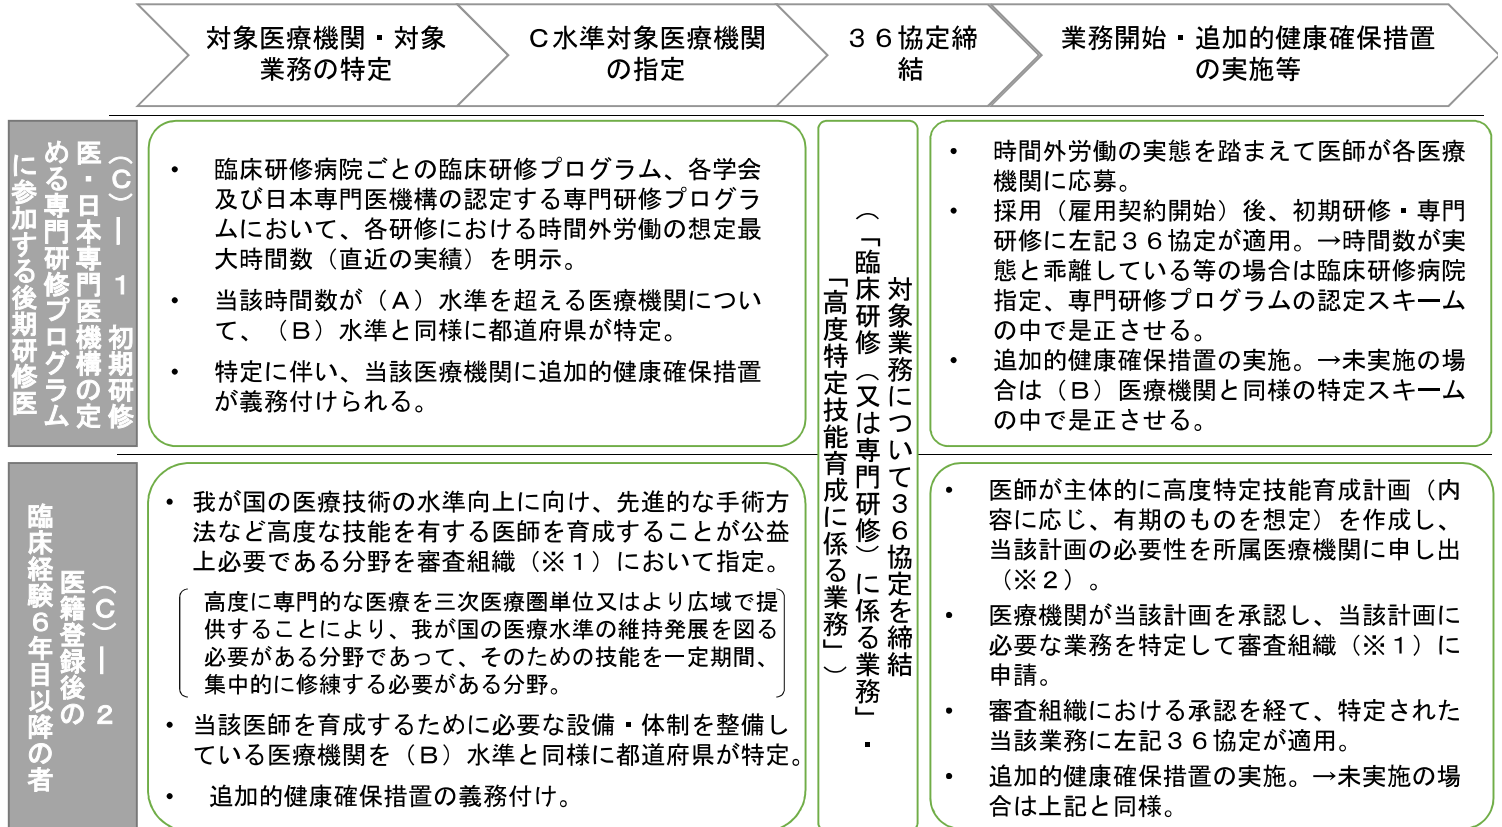 対象医療機関・対象
業務の特定
Ｃ水準対象医療機関
の指定
３６協定締
結
業務開始・追加的健康確保措置
の実施等
（Ｃ）ー１　初期研修
医・日本専門医機構の定
める専門研修プログラム
に参加する後期研修医
• 臨床研修病院ごとの臨床研修プログラム、各学会
及び日本専門医機構の認定する専門研修プログラ
ムにおいて、各研修における時間外労働の想定最
大時間数（直近の実績）を明示。
• 当該時間数が（Ａ）水準を超える医療機関につい
て、（Ｂ）水準と同様に都道府県が特定。
• 特定に伴い、当該医療機関に追加的健康確保措置
が義務付けられる。
対象業務について３６協定を締結
（「臨床研修（又は専門研修）に係る業務」・
「高度特定技能育成に係る業務」）
• 時間外労働の実態を踏まえて医師が各医療
機関に応募。
• 採用（雇用契約開始）後、初期研修・専門
研修に左記３６協定が適用。→時間数が実
態と乖離している等の場合は臨床研修病院
指定、専門研修プログラムの認定スキーム
の中で是正させる。
• 追加的健康確保措置の実施。→未実施の場
合は（Ｂ）医療機関と同様の特定スキーム
の中で是正させる。
（Ｃ）ー２
医籍登録後の
臨床経験６年目以降の者
• 我が国の医療技術の水準向上に向け、先進的な手術方
法など高度な技能を有する医師を育成することが公益
上必要である分野を審査組織（※１）において指定。
高度に専門的な医療を三次医療圏単位又はより広域で提
供することにより、我が国の医療水準の維持発展を図る
必要がある分野であって、そのための技能を一定期間、
集中的に修練する必要がある分野。
• 当該医師を育成するために必要な設備・体制を整備し
ている医療機関を（Ｂ）水準と同様に都道府県が特定。
• 追加的健康確保措置の義務付け。
• 医師が主体的に高度特定技能育成計画（内
容に応じ、有期のものを想定）を作成し、
当該計画の必要性を所属医療機関に申し出
（※２）。
• 医療機関が当該計画を承認し、当該計画に
必要な業務を特定して審査組織（※１）に
申請。
• 審査組織における承認を経て、特定された
当該業務に左記３６協定が適用。
• 追加的健康確保措置の実施。→未実施の場
合は上記と同様。